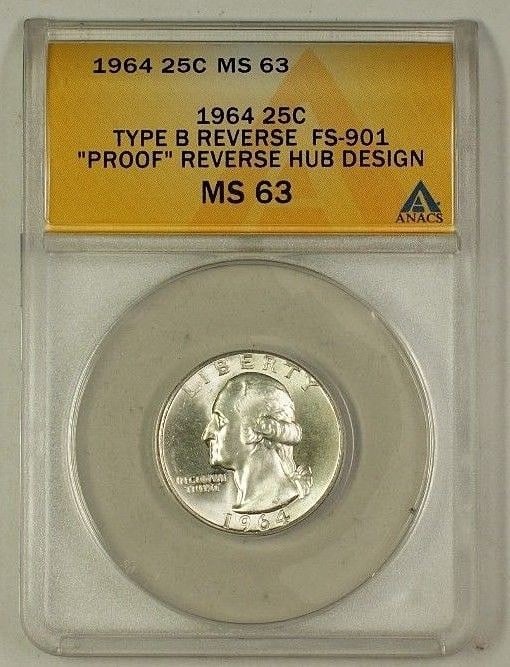 1964 25C MS 63
1964 25C
TYPE B REVERSE FS-901
"PROOF" REVERSE HUB DESIGN
MS 63
ANACS
LIBERTY
IN GOD WE
TRUST
1964